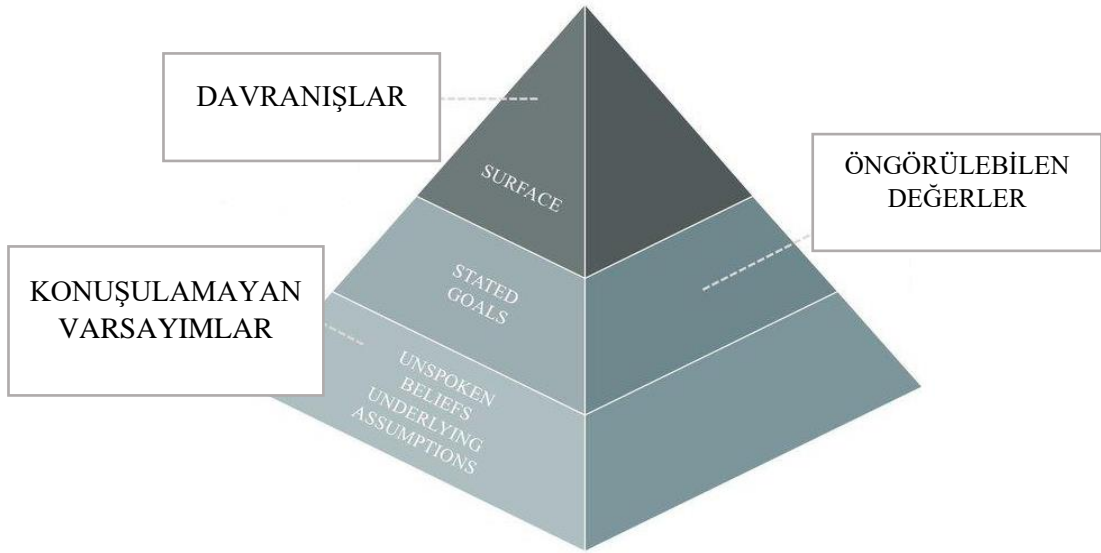 DAVRANIŞLAR
SURFACE
ÖNGÖRÜLEBİLEN
DEĞERLER
STATED
GOALS
KONUŞULAMAYAN
VARSAYIMLAR
UNSPOKEN
BELIEFS
UNDERLYING
ASSUMPTIONS